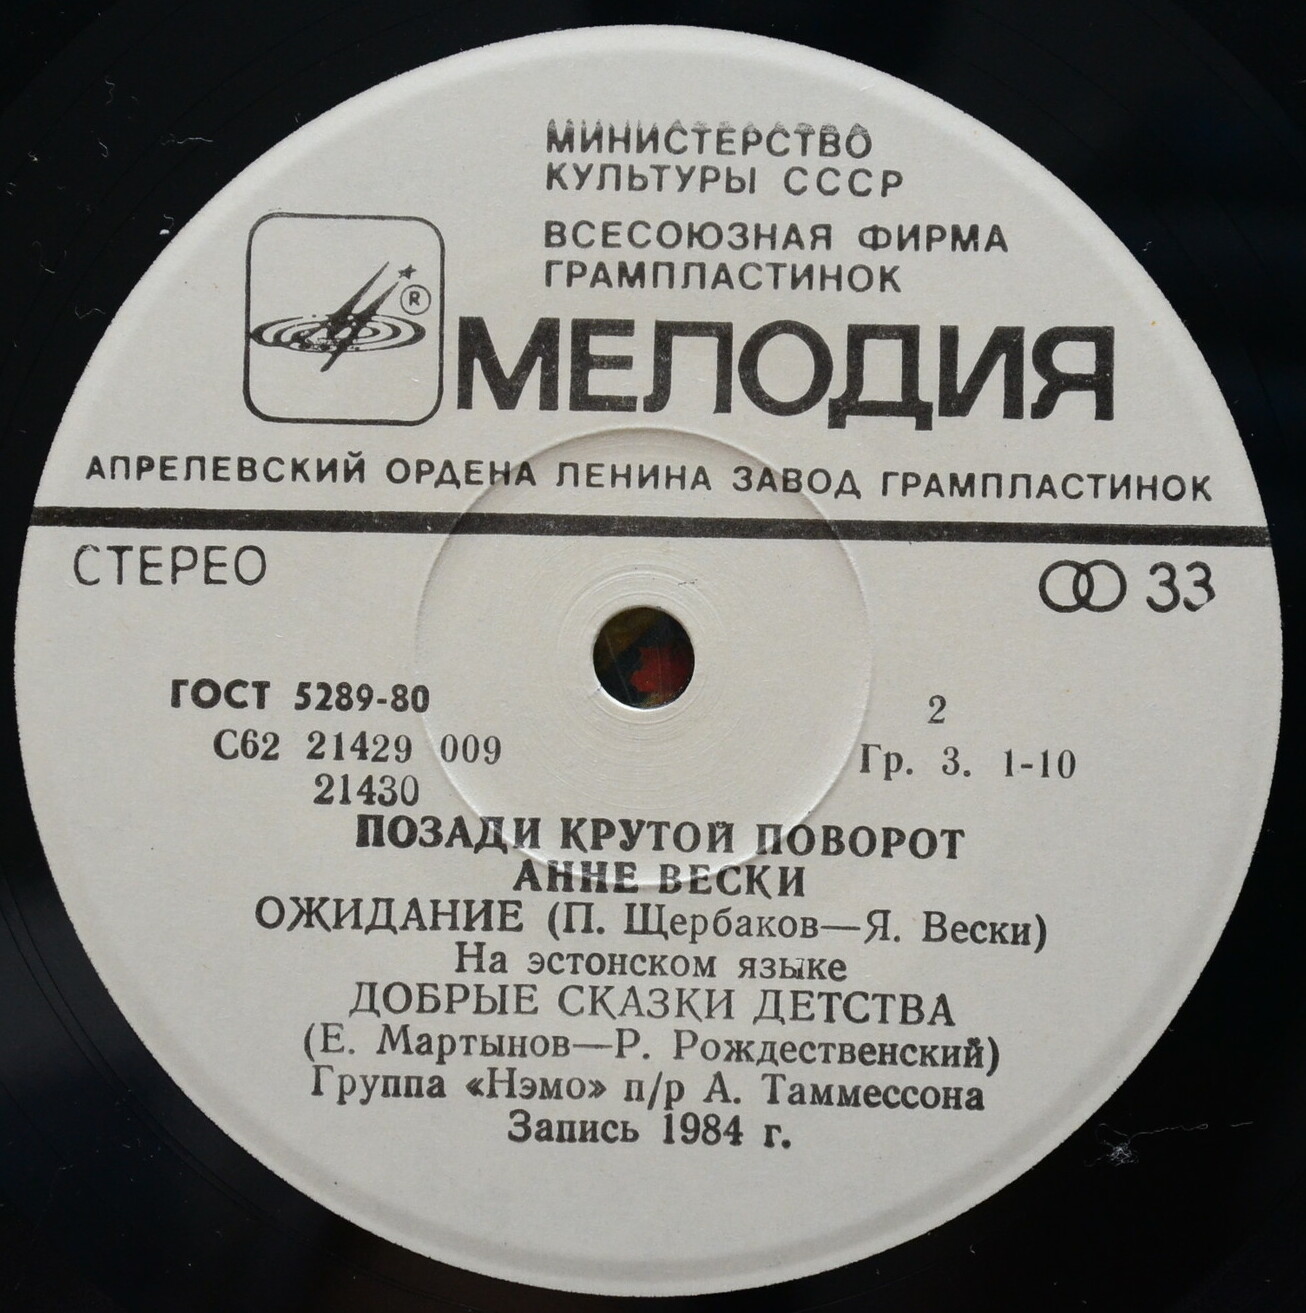 МИНИСТЕРСТВО
КУЛЬТУРЫ СССР
ВСЕСОЮЗНАЯ ФИРМА
ГРАМПЛАСТИНОК
®
МЕЛОДИЯ
АПРЕЛЕВСКИЙ ОРДЕНА ЛЕНИНА ЗАВОД ГРАМПЛАСТИНОК
СТЕРЕО
33
ГОСТ 5289-80
2
С62 21429 009
Гр. 3. 1-10
21430
ПОЗАДИ КРУТОЙ ПОВОРОТ
АННЕ ВЕСКИ
ОЖИДАНИЕ (П. Щербаков—Я. Вески)
На эстонском языке
ДОБРЫЕ СКАЗКИ ДЕТСТВА
(Е. Мартынов—Р. Рождественский)
Группа «Нэмо» п/р А. Таммессона
Запись 1984 г.